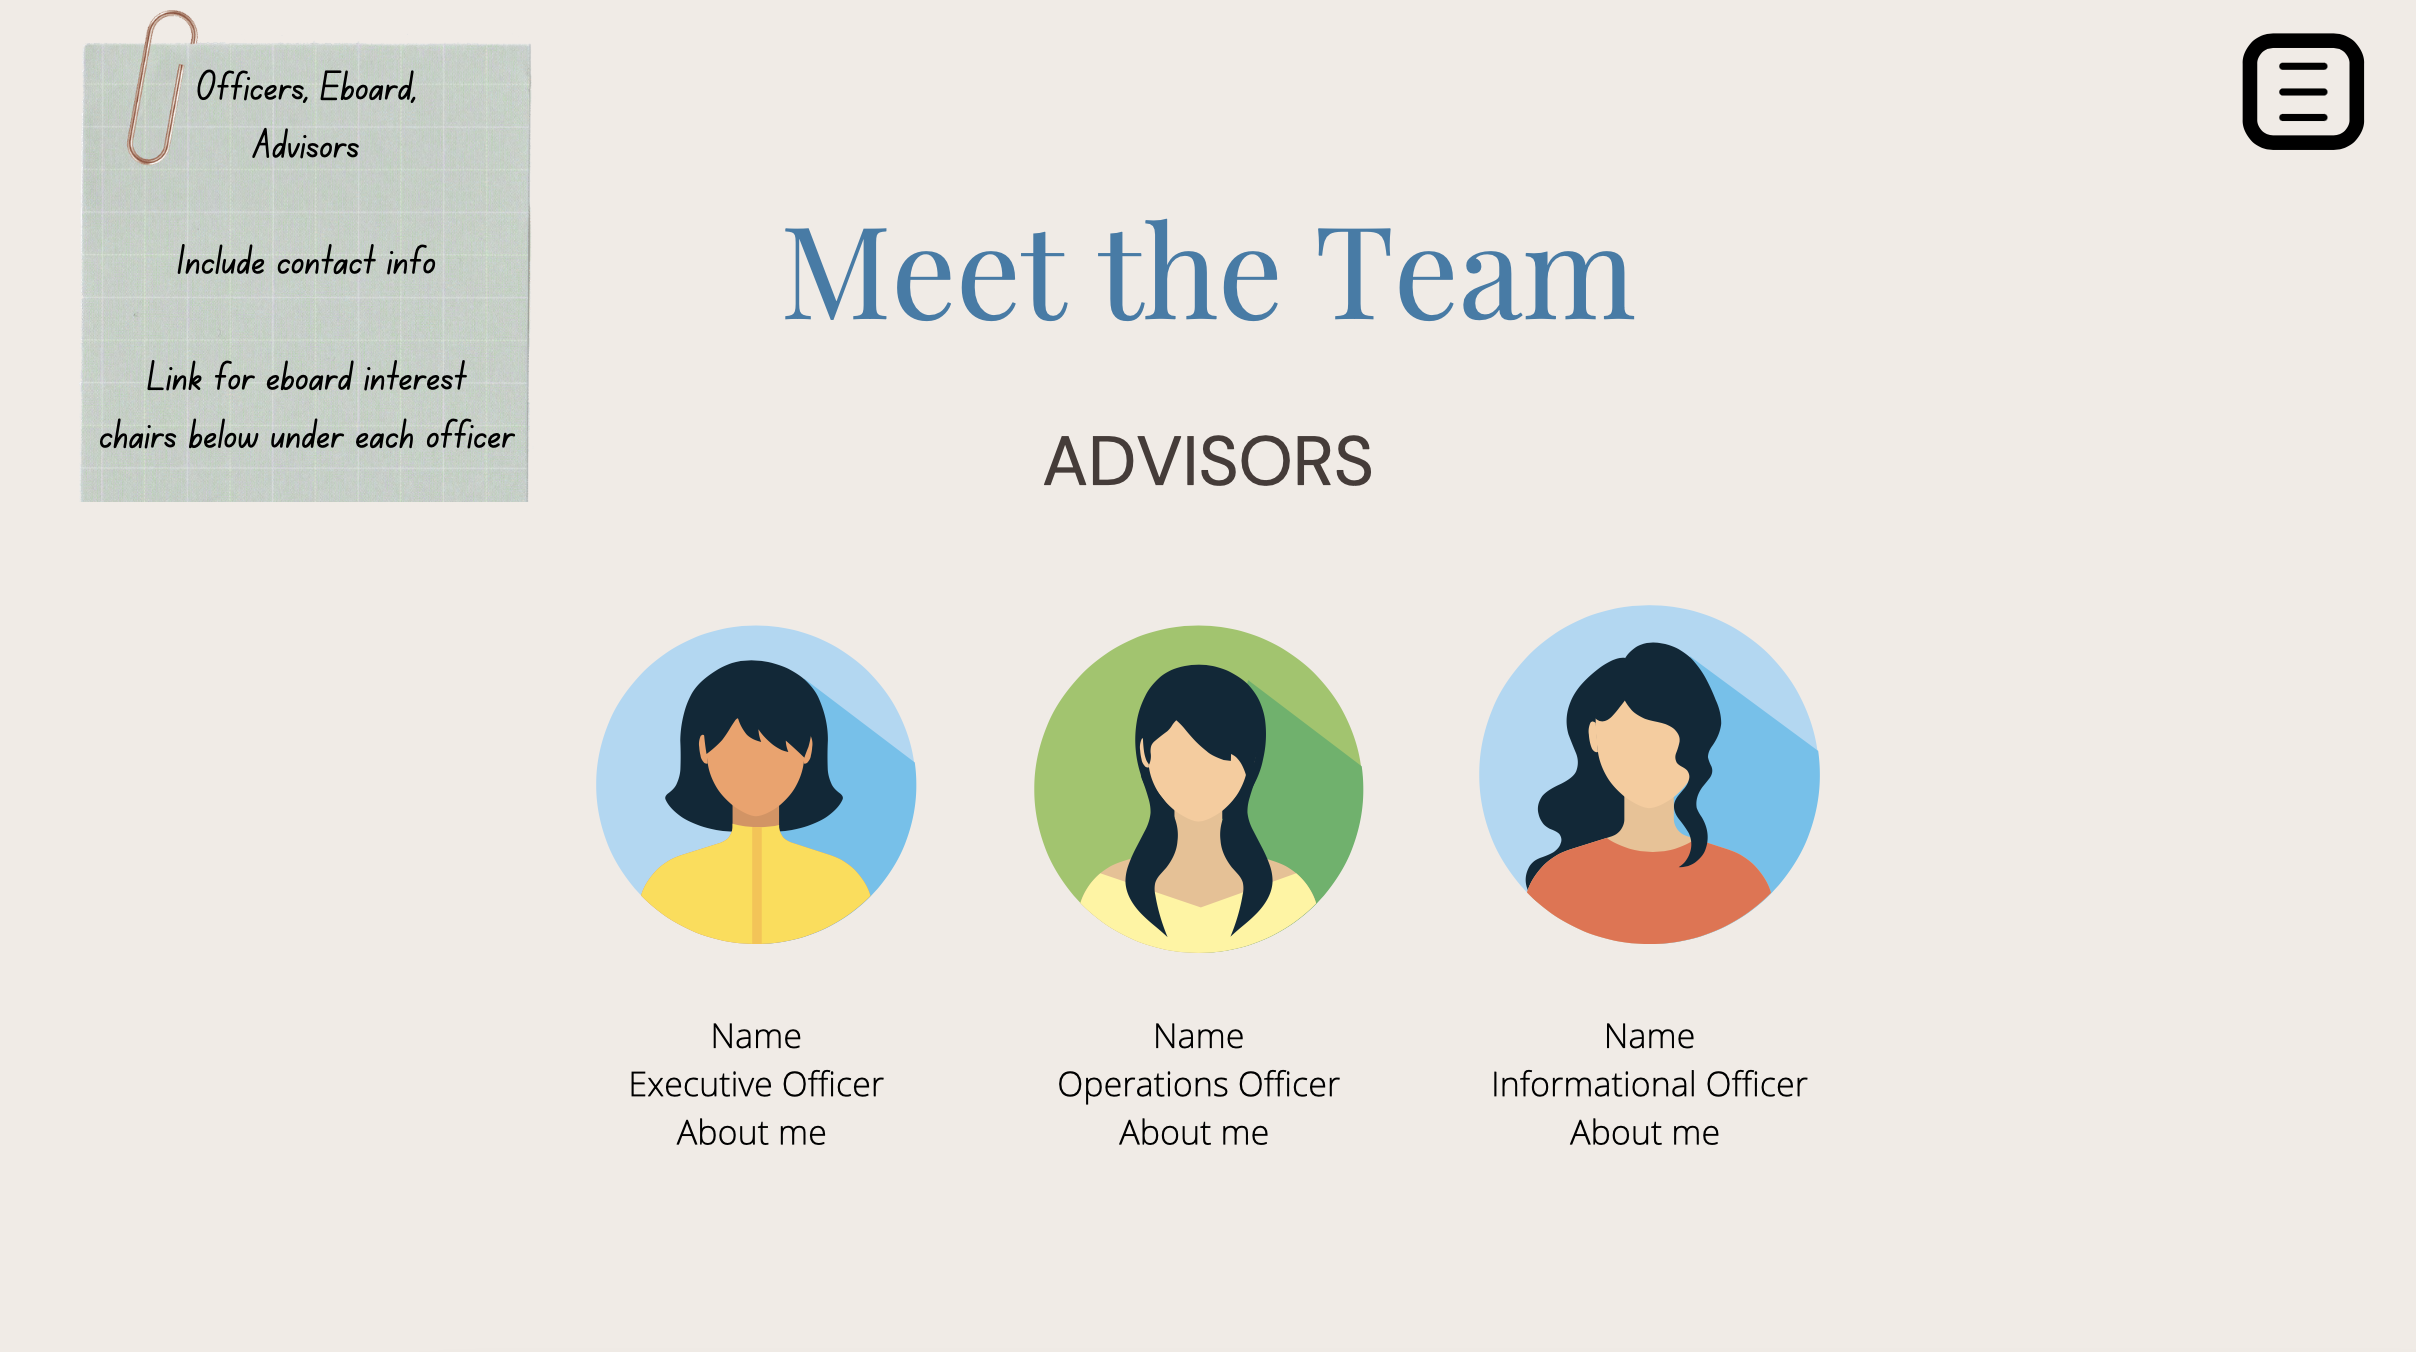 Officers, Eboard,
Advisors
Include contact info
Link for eboard interest
chairs below under each officer
Meet the Team
ADVISORS
Name
Executive Officer
About me
Name
Operations Officer
About me
Name
Informational Officer
About me